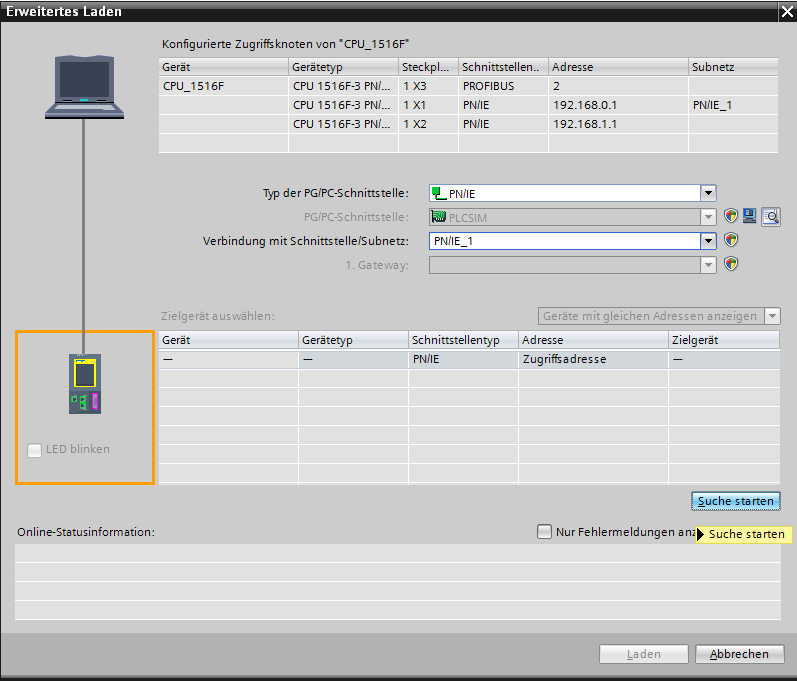 Erweitertes Laden
Konfigurierte Zugriffsknoten von "CPU_1516F"
Gerät Gerätetyp Steckpl... Schnittstellen... Adresse Subnetz
CPU_1516F CPU 1516F-3 PN/... 1 X3 PROFIBUS 2
CPU 1516F-3 PN/... 1 X1 PN/IE 192.168.0.1 PN/IE_1
CPU 1516F-3 PN/... 1 X2 PN/IE 192.168.1.1
Typ der PG/PC-Schnittstelle: PN/IE
PG/PC-Schnittstelle: PLCSIM
Verbindung mit Schnittstelle/Subnetz: PN/IE_1
1. Gateway:
Zielgerät auswählen: Geräte mit gleichen Adressen anzeigen
Gerät Gerätetyp Schnittstellentyp Adresse Zielgerät
— — PN/IE Zugriffsadresse —
LED blinken
Suche starten
Online-Statusinformation: Nur Fehlermeldungen anz
Suche starten
Laden Abbrechen